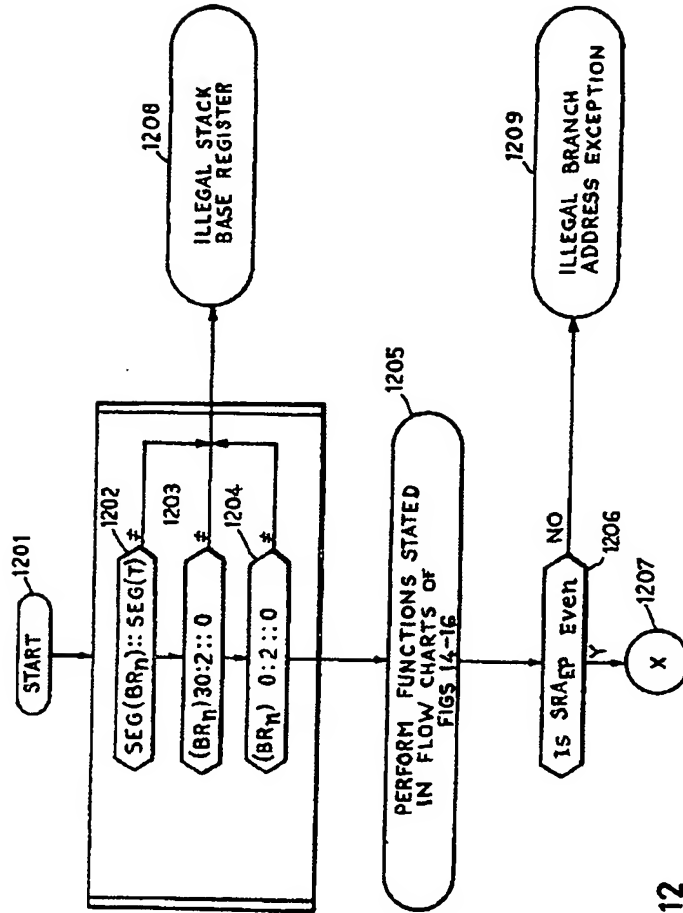 1201
START
1202
SEG(BRn)::SEG(T)
≠
1203
(BRn)30:2::0
≠
1204
(BRn) 0:2::0
≠
1208
ILLEGAL STACK
BASE REGISTER
1205
PERFORM FUNCTIONS STATED
IN FLOW CHARTS OF
FIGS 14-16
Is SRAEP Even
NO
1206
Y
1209
ILLEGAL BRANCH
ADDRESS EXCEPTION
1207
X
12